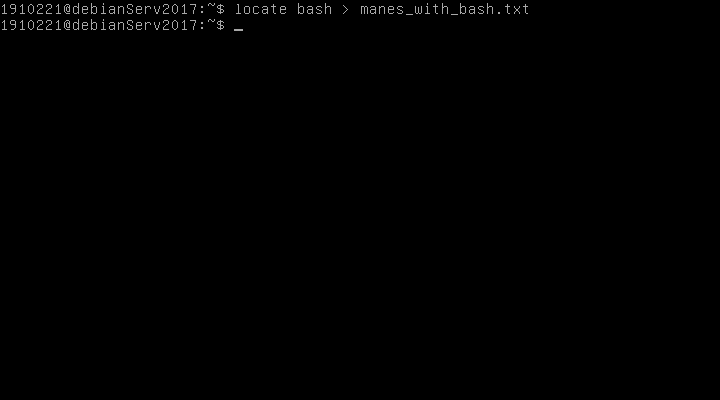 1910221@debianServ2017:~$ locate bash > manes_with_bash.txt
1910221@debianServ2017:~$ _